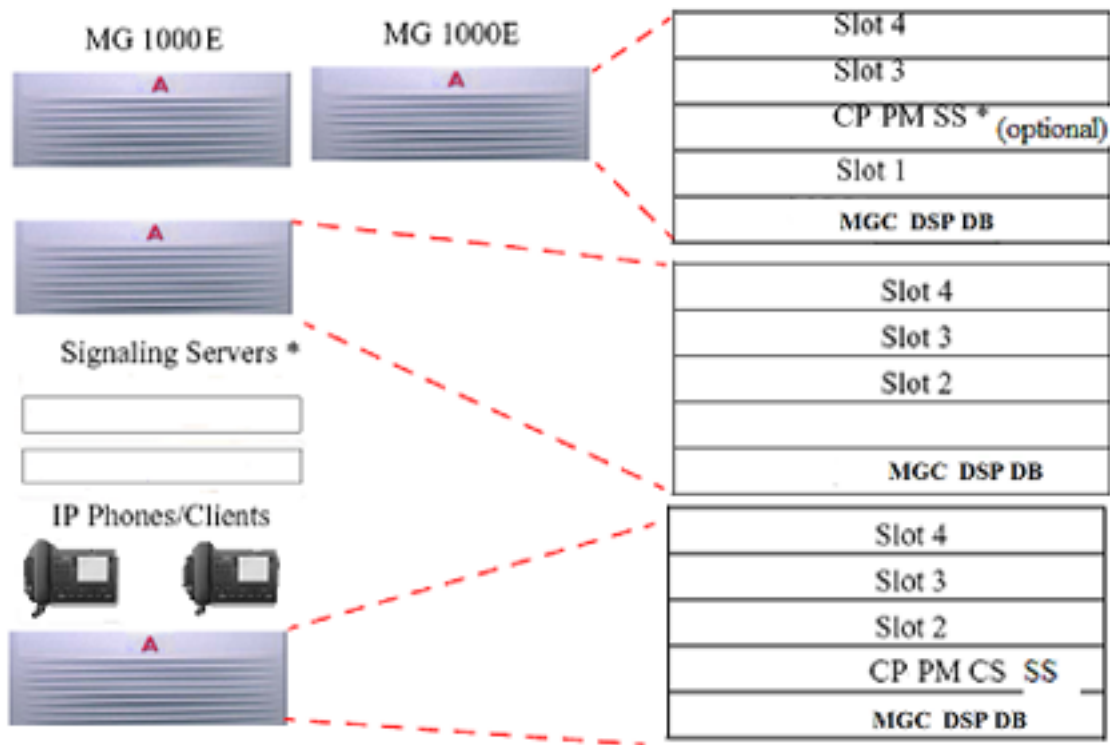 MG 1000E
MG 1000E
A
A
Slot 4
Slot 3
CP PM SS * (optional)
Slot 1
MGC DSP DB
A
Slot 4
Slot 3
Slot 2
MGC DSP DB
Signaling Servers *
IP Phones/Clients
A
Slot 4
Slot 3
Slot 2
CP PM CS SS
MGC DSP DB